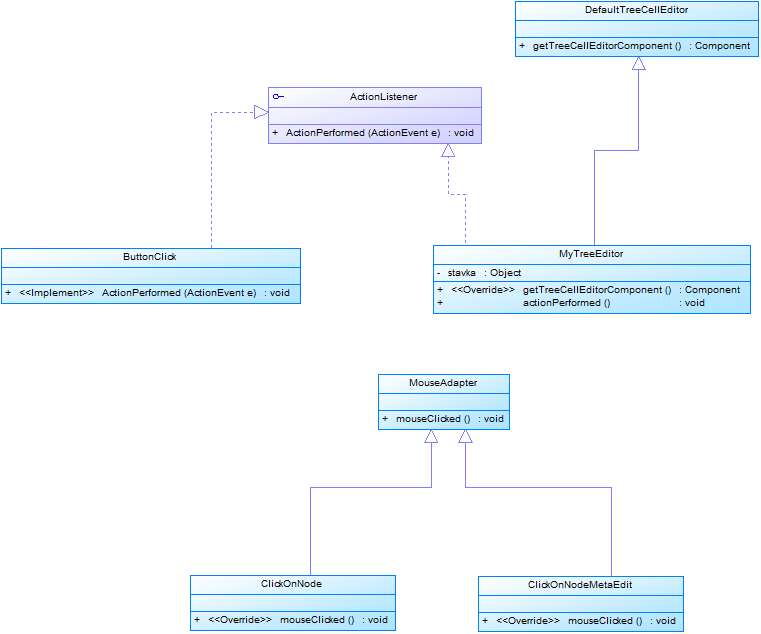 DefaultTreeCellEditor
+ getTreeCellEditorComponent () : Component
ActionListener
+ ActionPerformed (ActionEvent e) : void
ButtonClick
+ <<Implement>> ActionPerformed (ActionEvent e) : void
MyTreeEditor
- stavka : Object
+ <<Override>> getTreeCellEditorComponent () : Component
+ actionPerformed () : void
MouseAdapter
+ mouseClicked () : void
ClickOnNode
+ <<Override>> mouseClicked () : void
ClickOnNodeMetaEdit
+ <<Override>> mouseClicked () : void